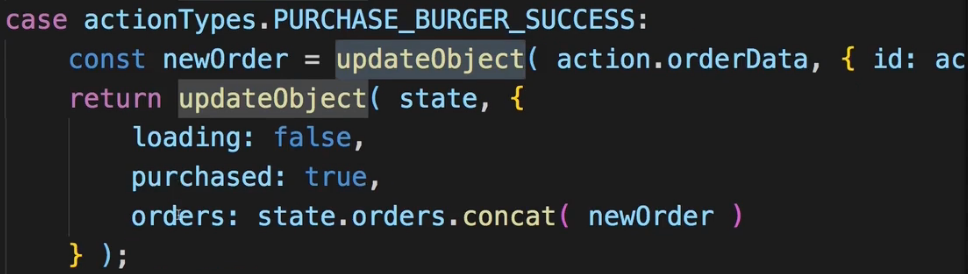 case actionTypes.PURCHASE_BURGER_SUCCESS:
const newOrder = updateObject( action.orderData, { id: ac
return updateObject( state, {
loading: false,
purchased: true,
orders: state.orders.concat( newOrder )
} );